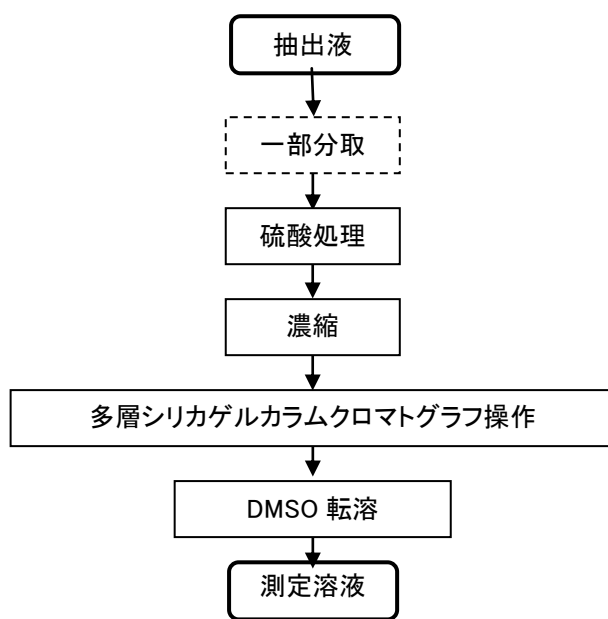 抽出液
一部分取
硫酸処理
濃縮
多層シリカゲルカラムクロマトグラフ操作
DMSO 転溶
測定溶液